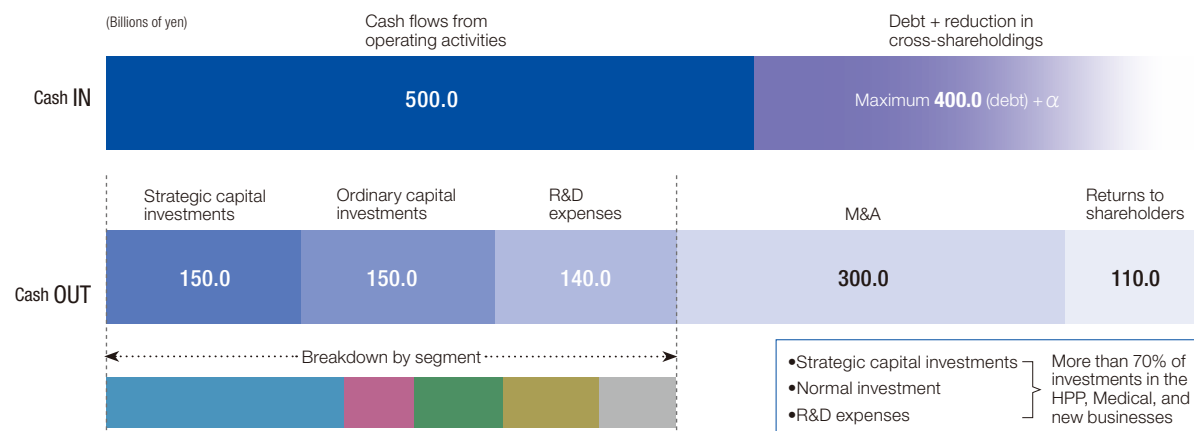 (Billions of yen)
Cash flows from
operating activities
Debt + reduction in
cross-shareholdings
Cash IN
500.0
Maximum 400.0 (debt) + α
Strategic capital
investments
Ordinary capital
investments
R&D
expenses
M&A
Returns to
shareholders
Cash OUT
150.0
150.0
140.0
300.0
110.0
Breakdown by segment
•Strategic capital investments
•Normal investment
•R&D expenses
More than 70% of
investments in the
HPP, Medical, and
new businesses